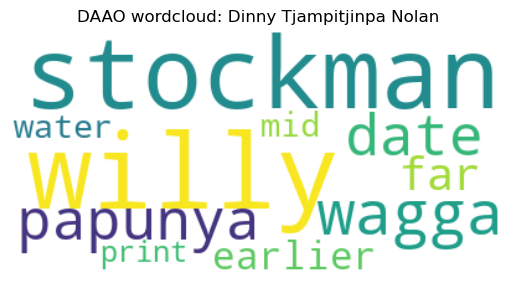 DAAO wordcloud: Dinny Tjampitjinpa Nolan
stockman
water
mid
date
willy
far
papunya
wagga
print
earlier